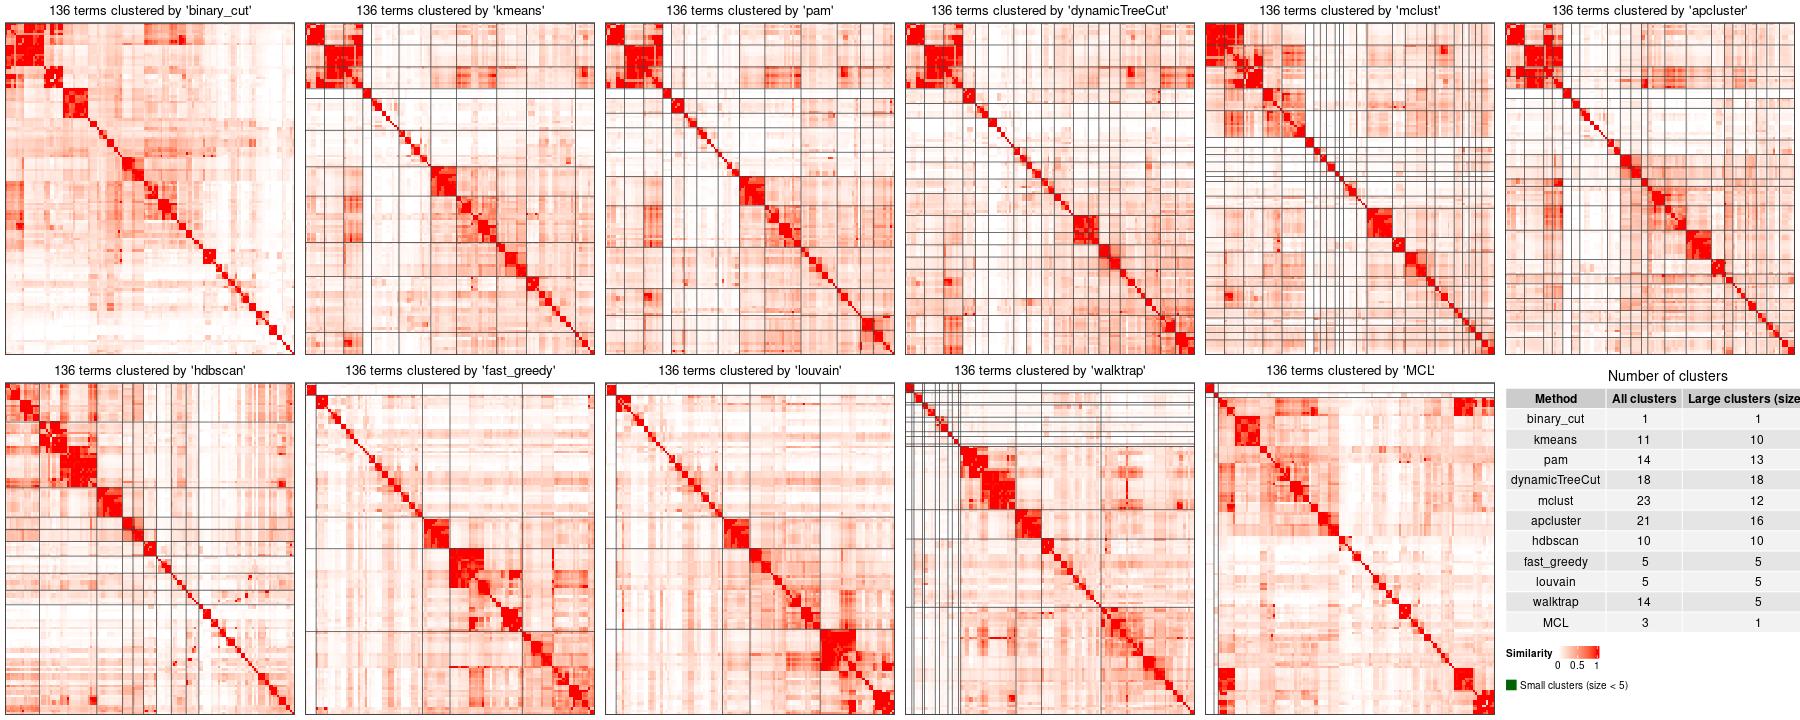 136 terms clustered by 'binary_cut'
136 terms clustered by 'kmeans'
136 terms clustered by 'pam'
136 terms clustered by 'dynamicTreeCut'
136 terms clustered by 'mclust'
136 terms clustered by 'apcluster'
136 terms clustered by 'hdbscan'
136 terms clustered by 'fast_greedy'
136 terms clustered by 'louvain'
136 terms clustered by 'walktrap'
136 terms clustered by 'MCL'
Number of clusters
Method All clusters Large clusters (size
binary_cut 1 1
kmeans 11 10
pam 14 13
dynamicTreeCut 18 18
mclust 23 12
apcluster 21 16
hdbscan 10 10
fast_greedy 5 5
louvain 5 5
walktrap 14 5
MCL 3 1
Similarity
0 0.5 1
Small clusters (size < 5)